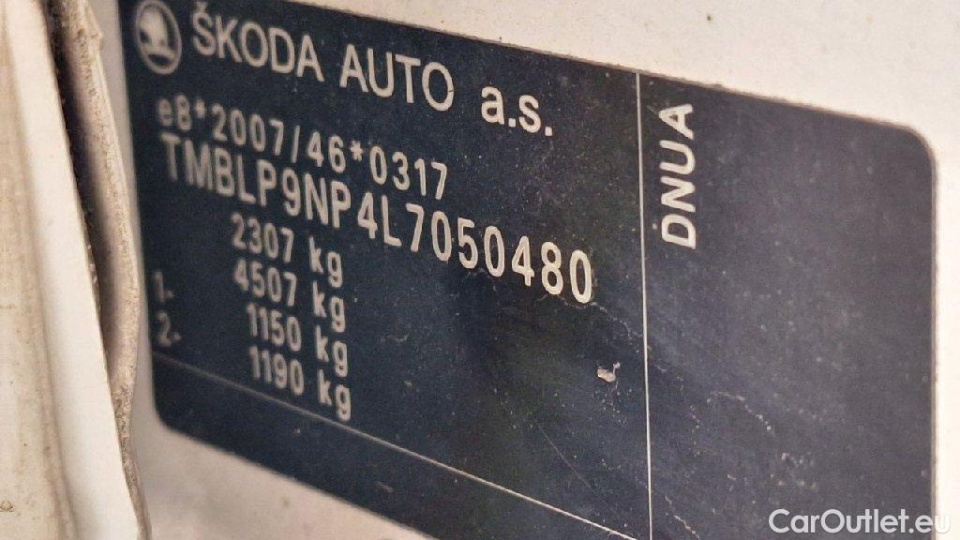 ŠKODA AUTO a.s.
e8*2007/46*0317
TMBLP9NP4L7050480
2307 kg
4507 kg
1- 1150 kg
2- 1190 kg
DNUA
CarOutlet.eu